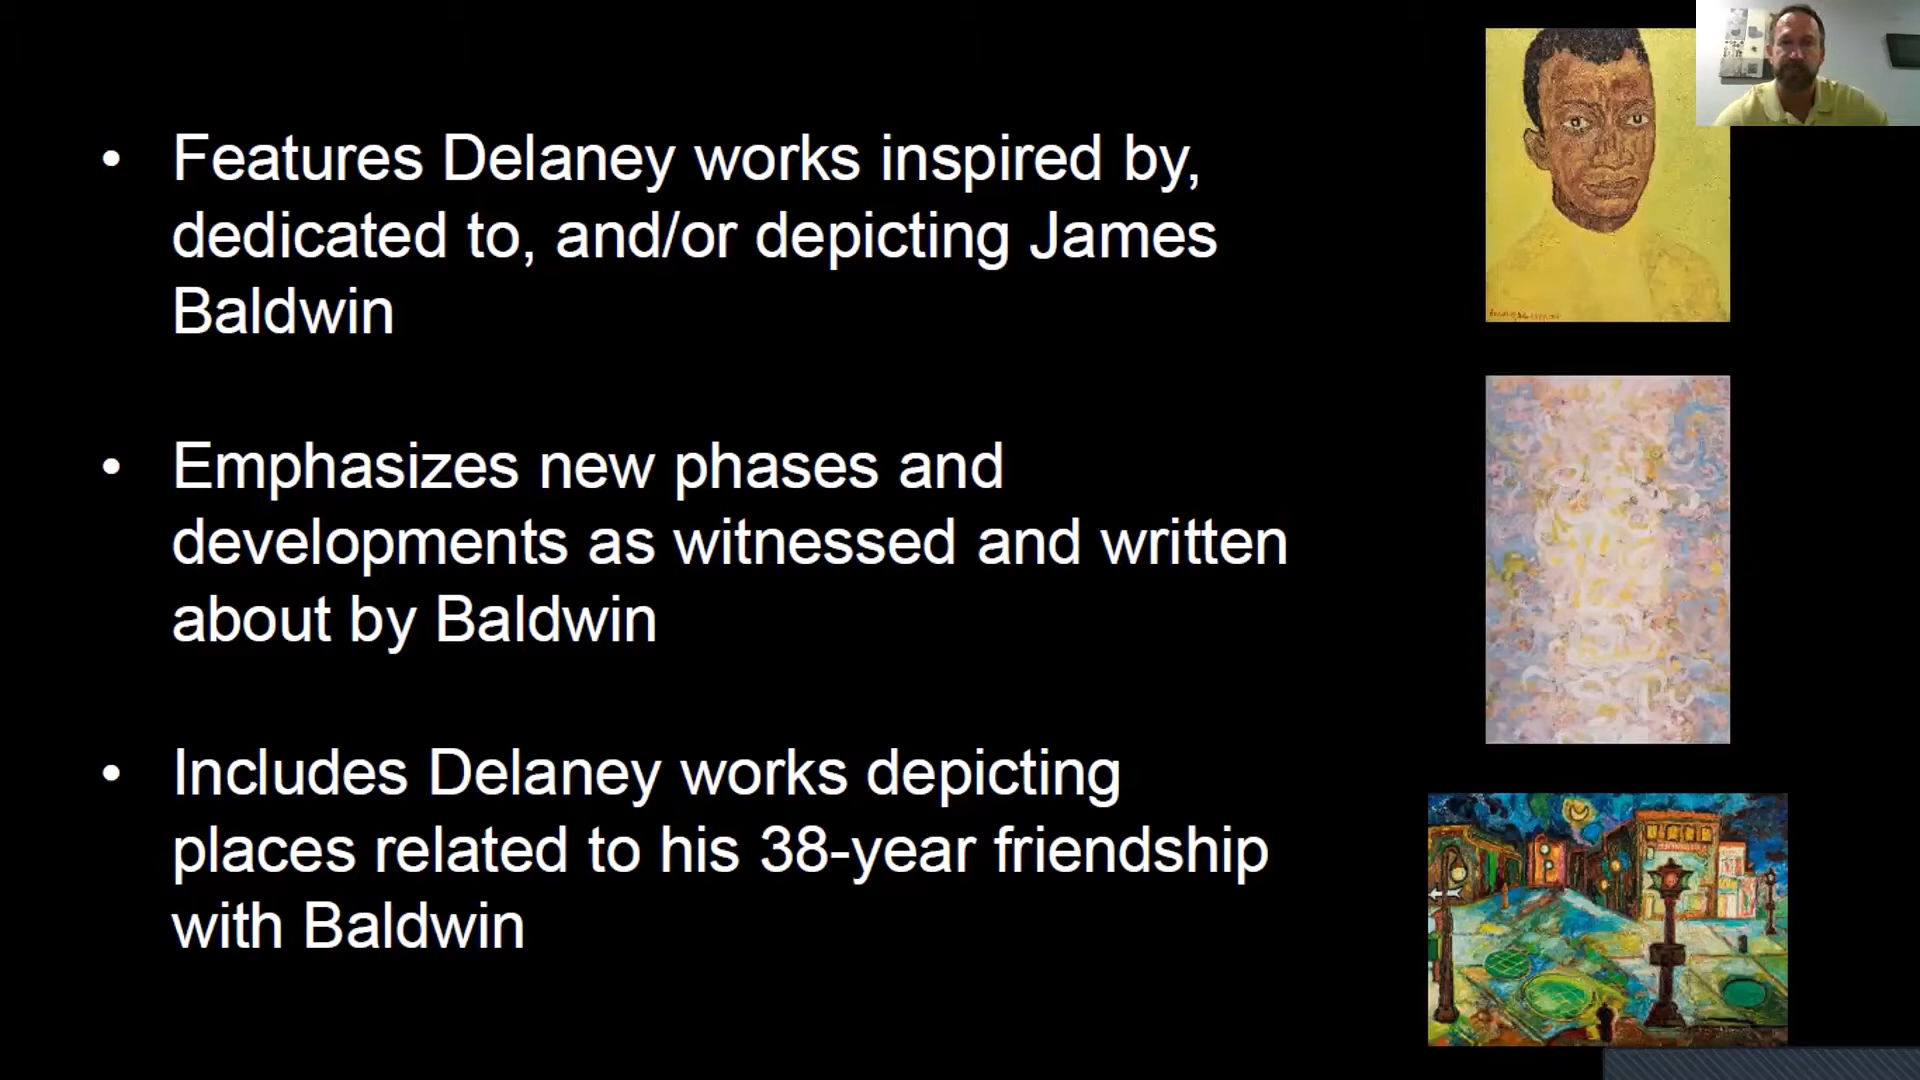 • Features Delaney works inspired by,
dedicated to, and/or depicting James
Baldwin
• Emphasizes new phases and
developments as witnessed and written
about by Baldwin
• Includes Delaney works depicting
places related to his 38-year friendship
with Baldwin